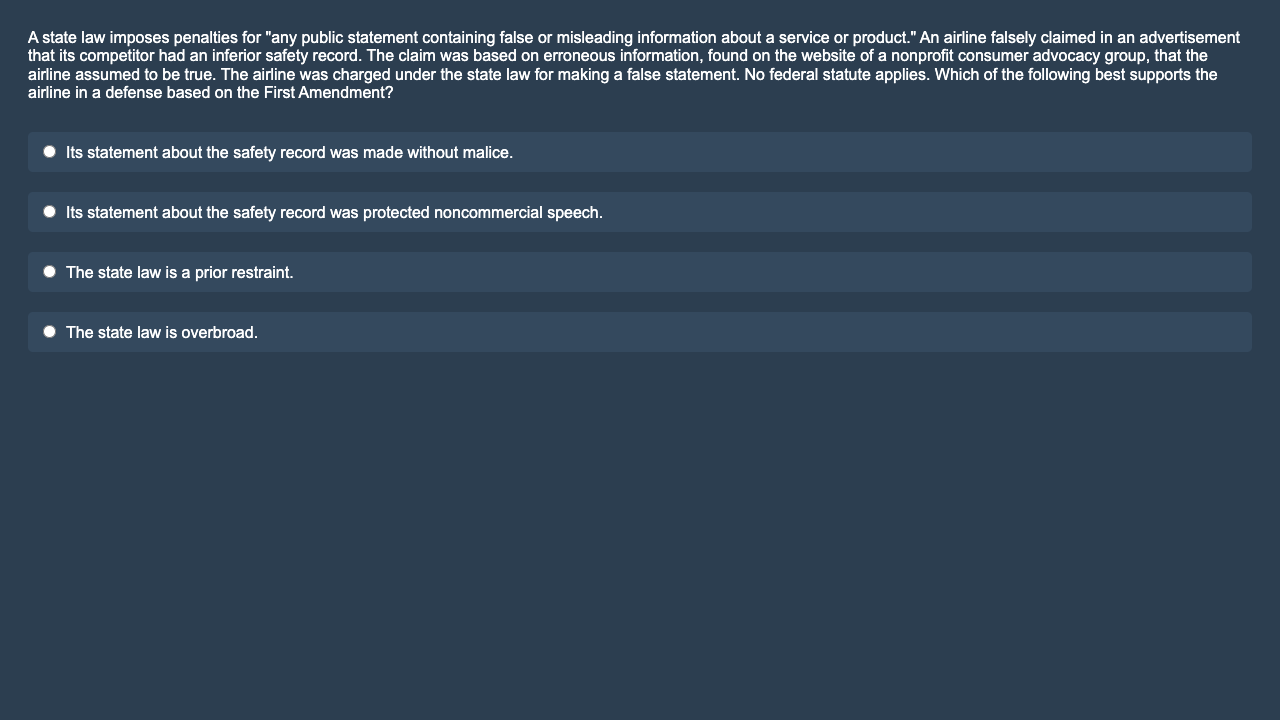 A state law imposes penalties for "any public statement containing false or misleading information about a service or product." An airline falsely claimed in an advertisement
that its competitor had an inferior safety record. The claim was based on erroneous information, found on the website of a nonprofit consumer advocacy group, that the
airline assumed to be true. The airline was charged under the state law for making a false statement. No federal statute applies. Which of the following best supports the
airline in a defense based on the First Amendment?
Its statement about the safety record was made without malice.
Its statement about the safety record was protected noncommercial speech.
The state law is a prior restraint.
The state law is overbroad.